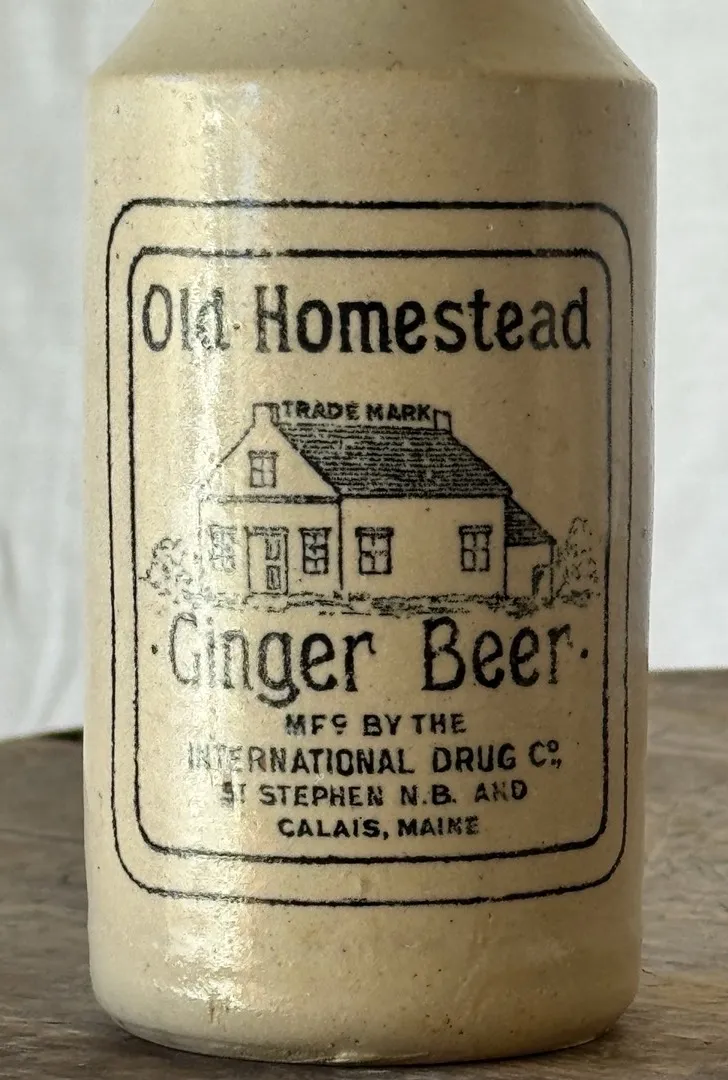 Old Homestead
TRADE MARK
·Ginger Beer·
MFG BY THE
INTERNATIONAL DRUG Co.,
ST STEPHEN N.B. AND
CALAIS, MAINE